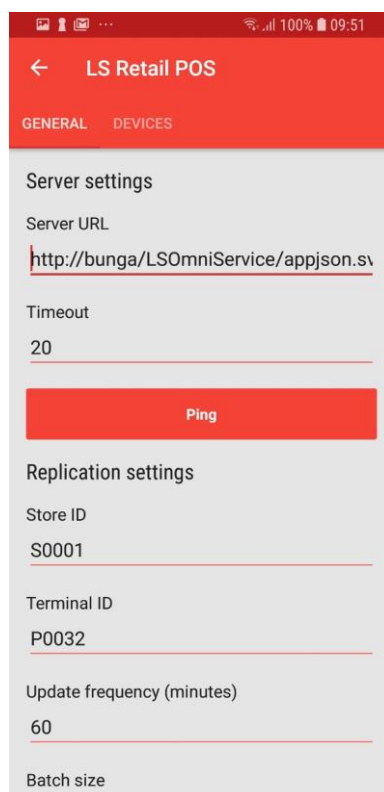 100% 09:51
LS Retail POS
GENERAL DEVICES
Server settings
Server URL
http://bunga/LSOmniService/appjson.sv
Timeout
20
Ping
Replication settings
Store ID
S0001
Terminal ID
P0032
Update frequency (minutes)
60
Batch size